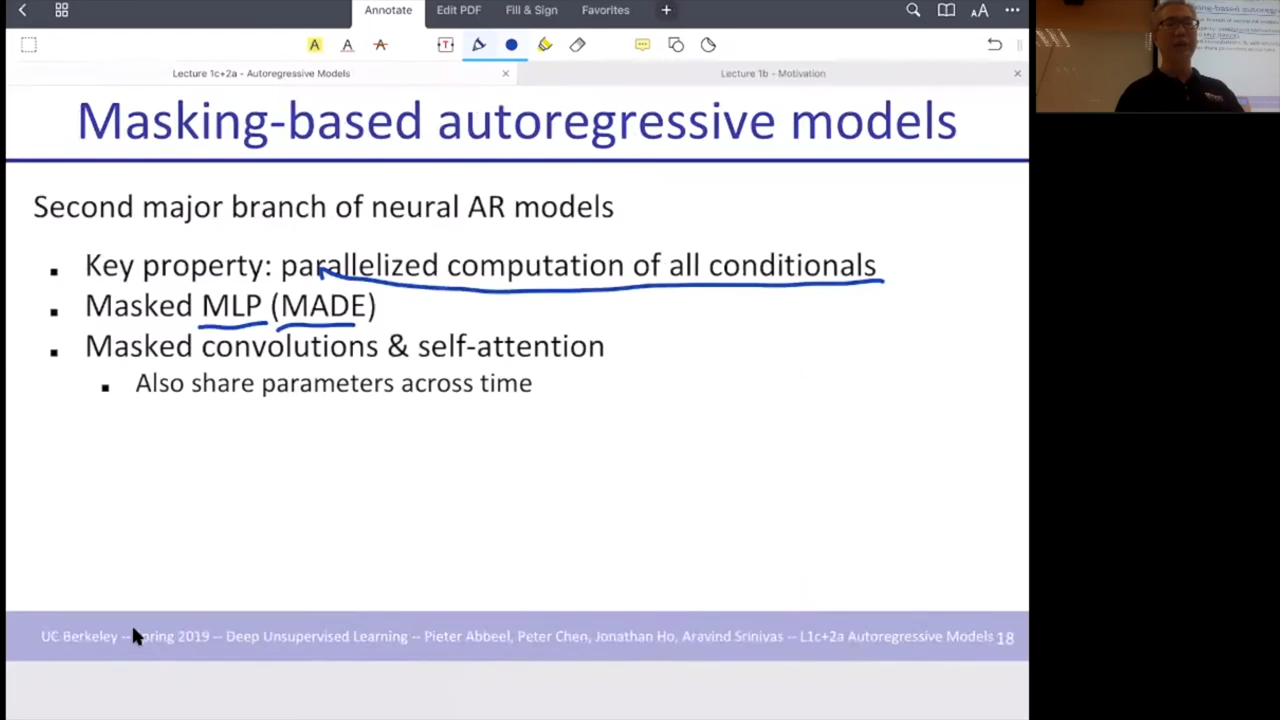 Annotate Edit PDF Fill & Sign Favorites +
Lecture 1c+2a - Autoregressive Models × Lecture 1b - Motivation ×
Masking-based autoregressive models
Second major branch of neural AR models
▪ Key property: parallelized computation of all conditionals
▪ Masked MLP (MADE)
▪ Masked convolutions & self-attention
▪ Also share parameters across time
UC Berkeley -- Spring 2019 -- Deep Unsupervised Learning -- Pieter Abbeel, Peter Chen, Jonathan Ho, Aravind Srinivas -- L1c+2a Autoregressive Models 18